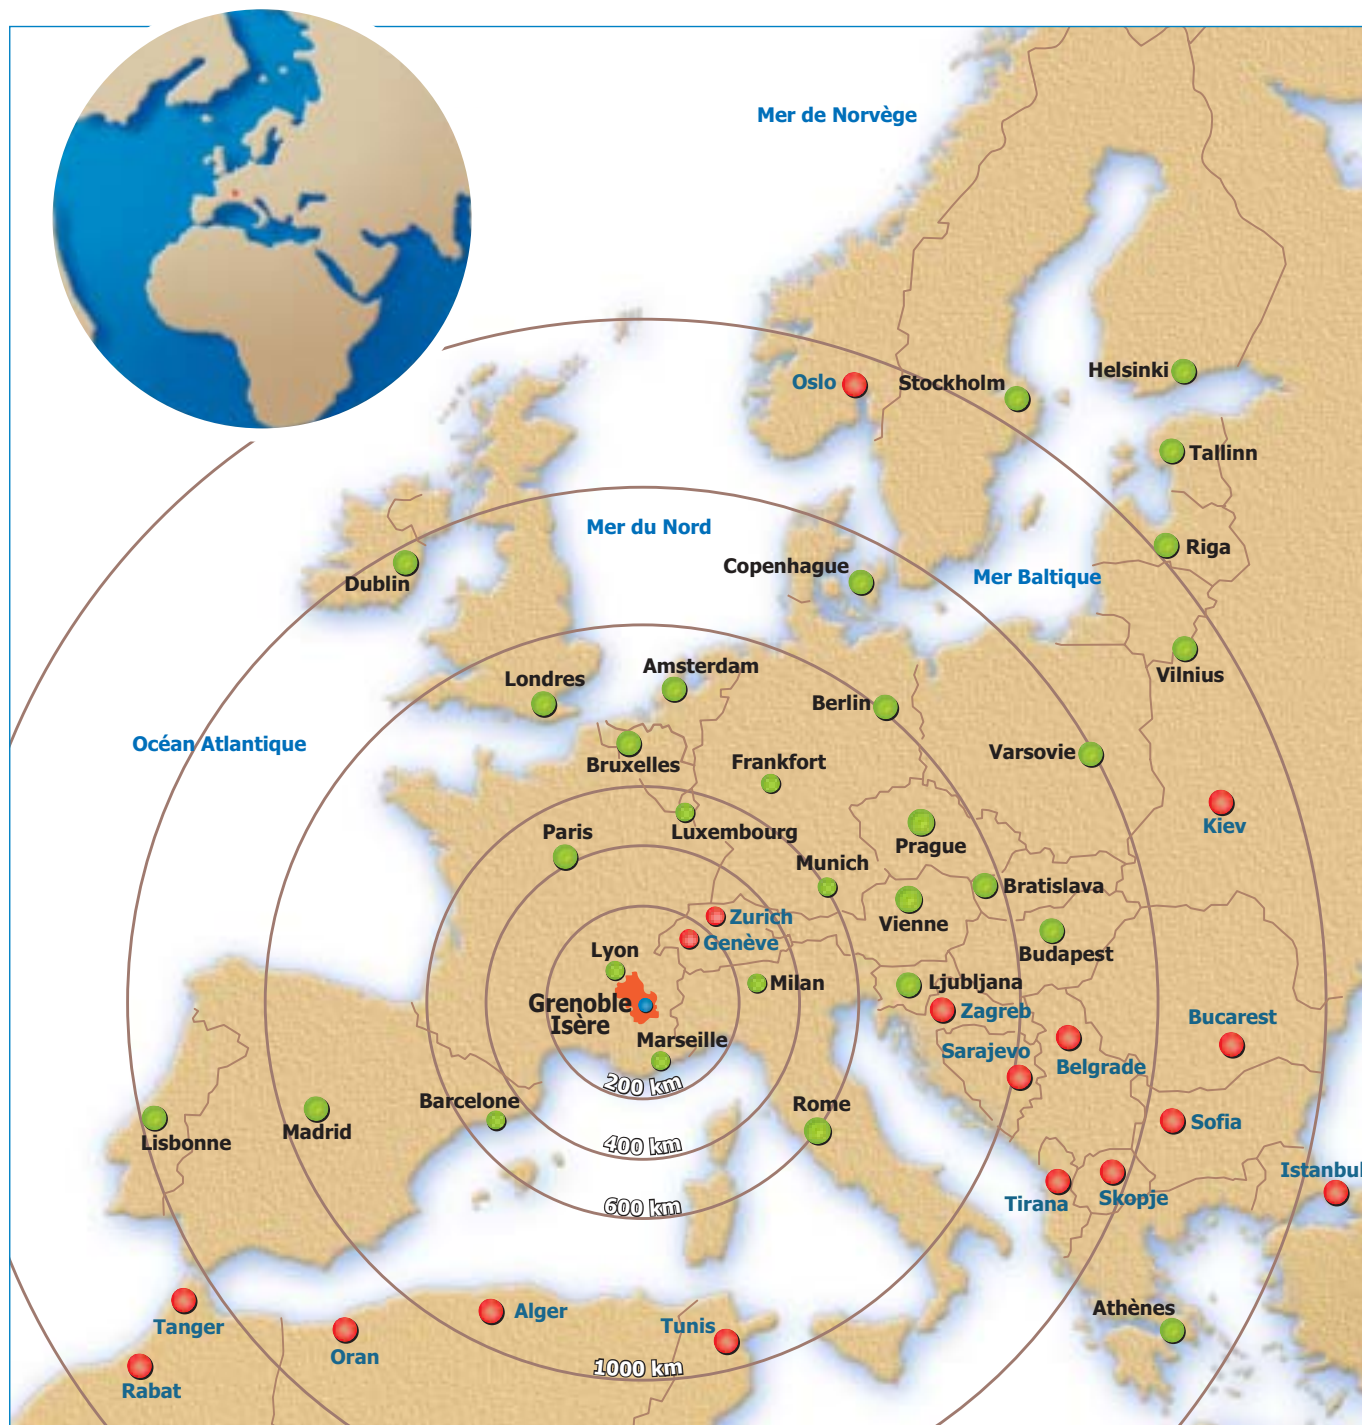 Mer de Norvège
Helsinki
Oslo
Stockholm
Tallinn
Mer du Nord
Riga
Copenhague
Mer Baltique
Dublin
Amsterdam
Vilnius
Londres
Berlin
Océan Atlantique
Varsovie
Bruxelles
Frankfort
Kiev
Paris
Luxembourg
Prague
Munich
Bratislava
Zurich
Vienne
Genève
Lyon
Budapest
Milan
Ljubljana
Grenoble
Isère
Zagreb
Bucarest
Marseille
Sarajevo
Belgrade
200 km
Barcelone
Rome
Sofia
Madrid
Lisbonne
400 km
Istanbul
Skopje
Tirana
600 km
Athènes
Alger
Tanger
Tunis
Oran
1000 km
Rabat